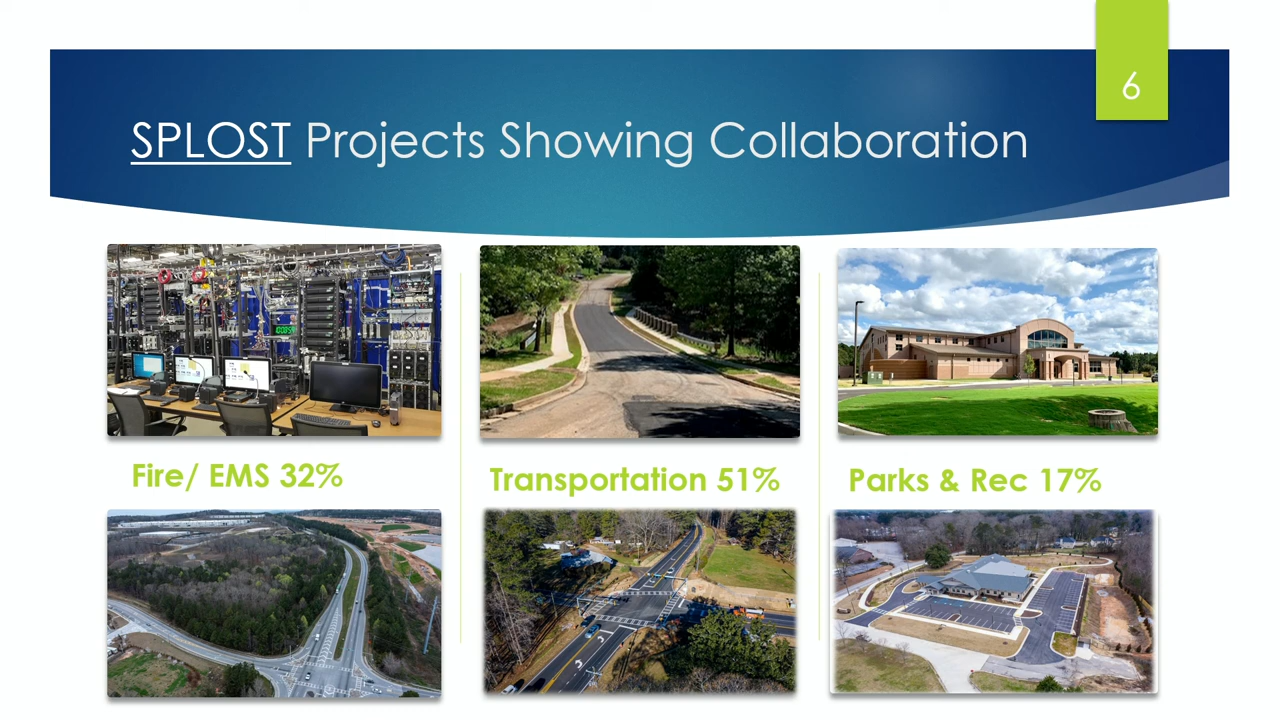 6
SPLOST Projects Showing Collaboration
Fire/ EMS 32%
Transportation 51%
Parks & Rec 17%